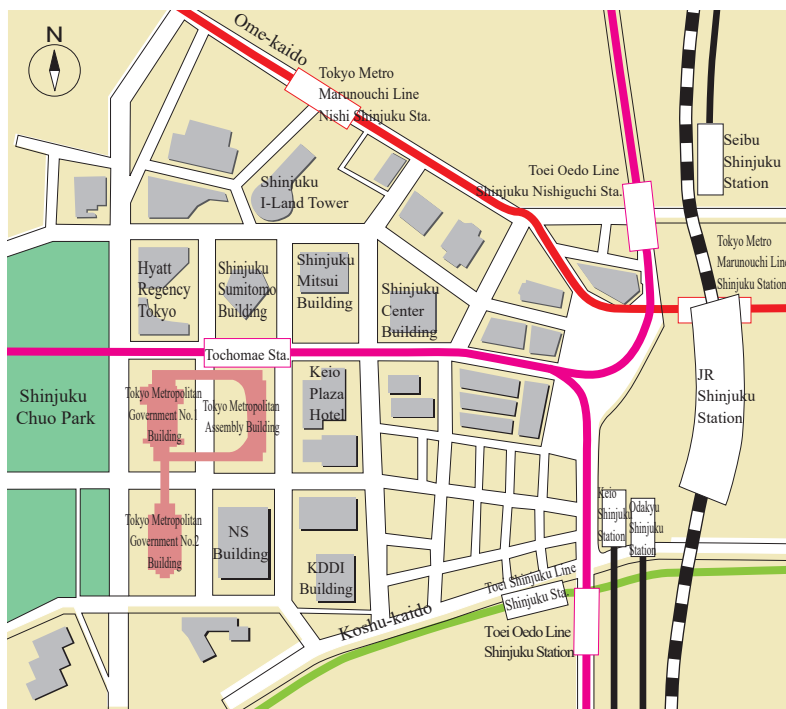 N
Ome-kaido
Tokyo Metro
Marunouchi Line
Nishi Shinjuku Sta.
Seibu
Shinjuku
Station
Toei Oedo Line
Shinjuku Nishiguchi Sta.
Shinjuku
I-Land Tower
Tokyo Metro
Marunouchi Line
Shinjuku Station
Hyatt
Regency
Tokyo
Shinjuku
Sumitomo
Building
Shinjuku
Mitsui
Building
Shinjuku
Center
Building
Tochomae Sta.
Shinjuku
Chuo Park
Tokyo Metropolitan
Government No.1
Building
Tokyo Metropolitan
Assembly Building
Keio
Plaza
Hotel
JR
Shinjuku
Station
Tokyo Metropolitan
Government No.2
Building
NS
Building
KDDI
Building
Keio
Shinjuku
Station
Odakyu
Shinjuku
Station
Toei Shinjuku Line
Shinjuku Sta.
Koshu-kaido
Toei Oedo Line
Shinjuku Station